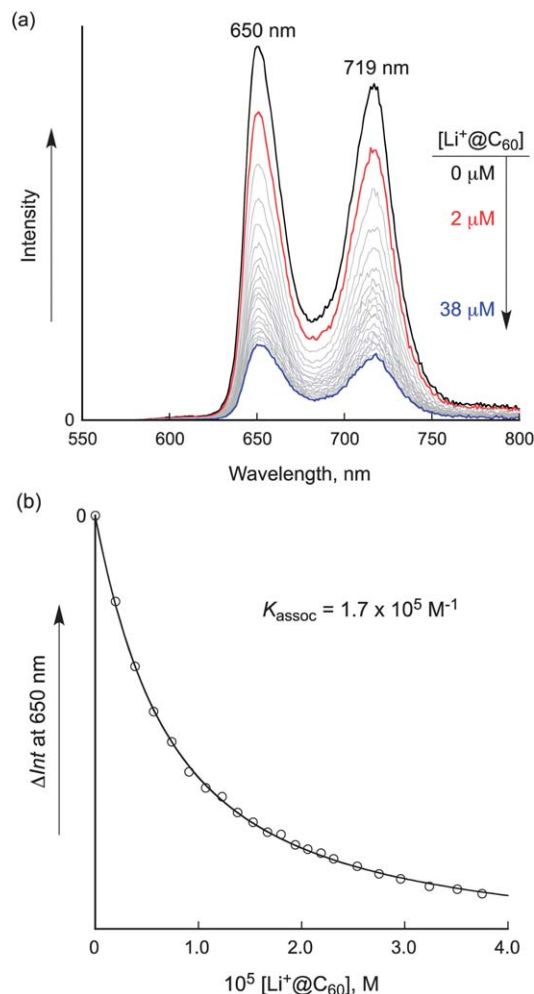 (a)
650 nm
719 nm
[Li⁺@C₆₀]
0 μM
2 μM
38 μM
Intensity
0
550 600 650 700 750 800
Wavelength, nm
(b)
0
K_assoc = 1.7 x 10⁵ M⁻¹
ΔInt at 650 nm
0 1.0 2.0 3.0 4.0
10⁵ [Li⁺@C₆₀], M